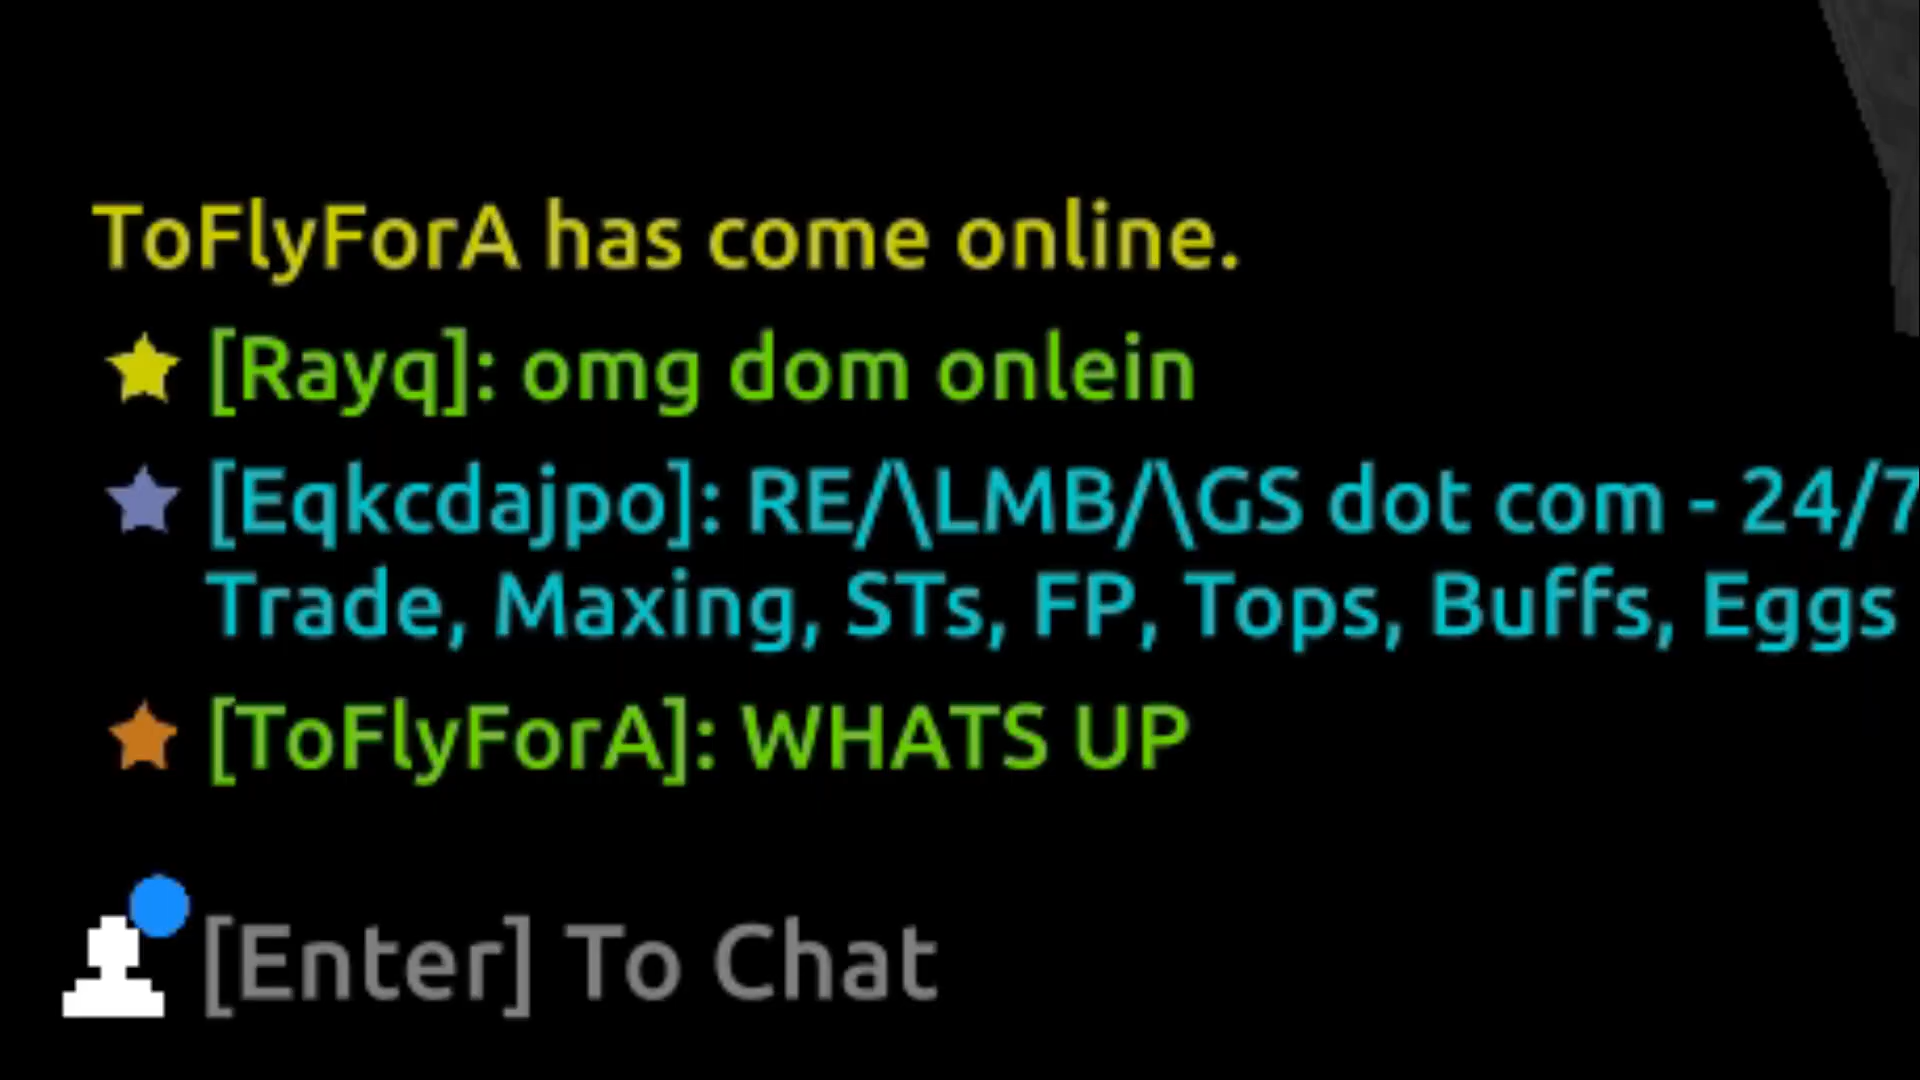 ToFlyForA has come online.
[Rayq]: omg dom onlein
[Eqkcdajpo]: RE/\LMB/\GS dot com - 24/7
Trade, Maxing, STs, FP, Tops, Buffs, Eggs
[ToFlyForA]: WHATS UP
[Enter] To Chat